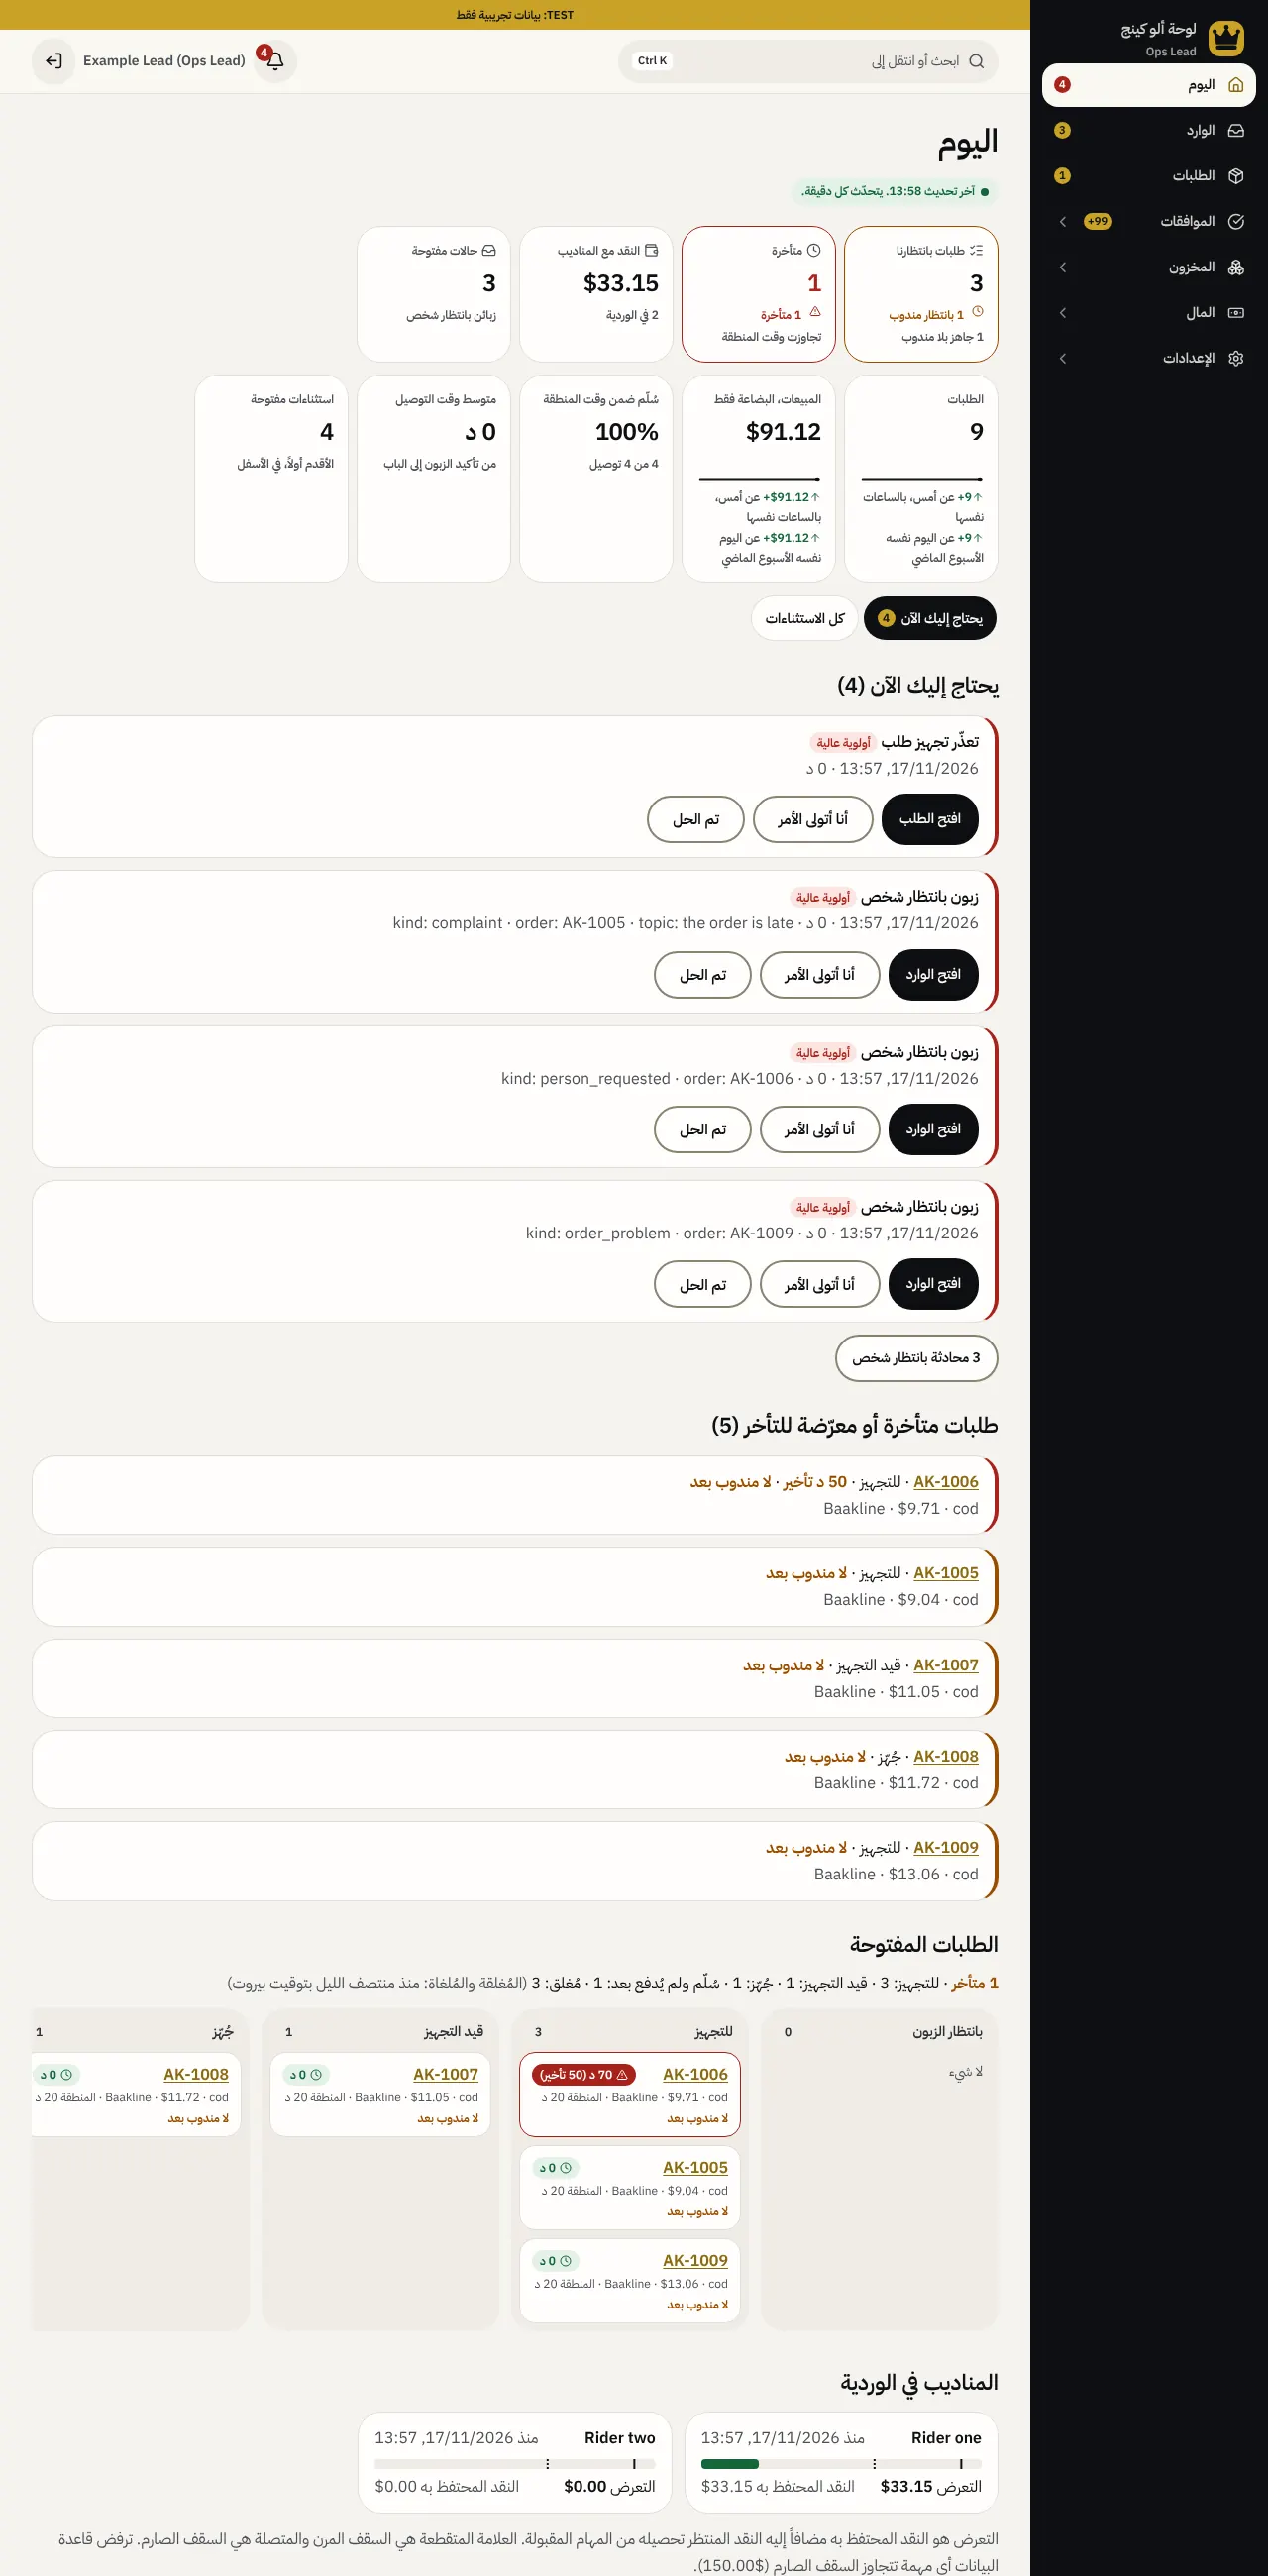 TEST: بيانات تجريبية فقط
لوحة ألو كينج
Ops Lead
اليوم
4
الوارد
3
الطلبات
1
الموافقات
+99
المخزون
المال
الإعدادات
ابحث أو انتقل إلى
Ctrl K
4
Example Lead (Ops Lead)
اليوم
آخر تحديث 13:58. يتحدّث كل دقيقة.
طلبات بانتظارنا
3
1 بانتظار مندوب
1 جاهز بلا مندوب
متأخرة
1
1 متأخرة
تجاوزت وقت المنطقة
النقد مع المناديب
$33.15
2 في الوردية
حالات مفتوحة
3
زبائن بانتظار شخص
الطلبات
9
+9 عن أمس، بالساعات
نفسها
+9 عن اليوم نفسه
الأسبوع الماضي
المبيعات، البضاعة فقط
$91.12
+$91.12 عن أمس،
بالساعات نفسها
+$91.12 عن اليوم
نفسه الأسبوع الماضي
سُلّم ضمن وقت المنطقة
100%
4 من 4 توصيل
متوسط وقت التوصيل
0 د
من تأكيد الزبون إلى الباب
استثناءات مفتوحة
4
الأقدم أولاً، في الأسفل
يحتاج إليك الآن 4
كل الاستثناءات
يحتاج إليك الآن (4)
تعذّر تجهيز طلب أولوية عالية
17/11/2026, 13:57 · 0 د
افتح الطلب
أنا أتولى الأمر
تم الحل
زبون بانتظار شخص أولوية عالية
17/11/2026, 13:57 · 0 د · kind: complaint · order: AK-1005 · topic: the order is late
افتح الوارد
أنا أتولى الأمر
تم الحل
زبون بانتظار شخص أولوية عالية
17/11/2026, 13:57 · 0 د · kind: person_requested · order: AK-1006
افتح الوارد
أنا أتولى الأمر
تم الحل
زبون بانتظار شخص أولوية عالية
17/11/2026, 13:57 · 0 د · kind: order_problem · order: AK-1009
افتح الوارد
أنا أتولى الأمر
تم الحل
3 محادثة بانتظار شخص
طلبات متأخرة أو معرّضة للتأخر (5)
AK-1006 · للتجهيز · 50 د تأخير · لا مندوب بعد
Baakline · $9.71 · cod
AK-1005 · للتجهيز · لا مندوب بعد
Baakline · $9.04 · cod
AK-1007 · قيد التجهيز · لا مندوب بعد
Baakline · $11.05 · cod
AK-1008 · جُهّز · لا مندوب بعد
Baakline · $11.72 · cod
AK-1009 · للتجهيز · لا مندوب بعد
Baakline · $13.06 · cod
الطلبات المفتوحة
1 متأخر · للتجهيز: 3 · قيد التجهيز: 1 · جُهّز: 1 · سُلّم ولم يُدفع بعد: 1 · مُغلق: 3 (المُغلقة والمُلغاة: منذ منتصف الليل بتوقيت بيروت)
بانتظار الزبون
0
لا شيء
للتجهيز
3
AK-1006
70 د (50 تأخير)
Baakline · $9.71 · cod · المنطقة 20 د
لا مندوب بعد
AK-1005
0 د
Baakline · $9.04 · cod · المنطقة 20 د
لا مندوب بعد
AK-1009
0 د
Baakline · $13.06 · cod · المنطقة 20 د
لا مندوب بعد
قيد التجهيز
1
AK-1007
0 د
Baakline · $11.05 · cod · المنطقة 20 د
لا مندوب بعد
جُهّز
1
AK-1008
0 د
Baakline · $11.72 · cod · المنطقة 20 د
لا مندوب بعد
المناديب في الوردية
Rider one
منذ 17/11/2026, 13:57
التعرض $33.15
النقد المحتفظ به $33.15
Rider two
منذ 17/11/2026, 13:57
التعرض $0.00
النقد المحتفظ به $0.00
التعرض هو النقد المحتفظ به مضافاً إليه النقد المنتظر تحصيله من المهام المقبولة. العلامة المتقطعة هي السقف المرن والمتصلة هي السقف الصارم. ترفض قاعدة
البيانات أي مهمة تتجاوز السقف الصارم ($150.00).